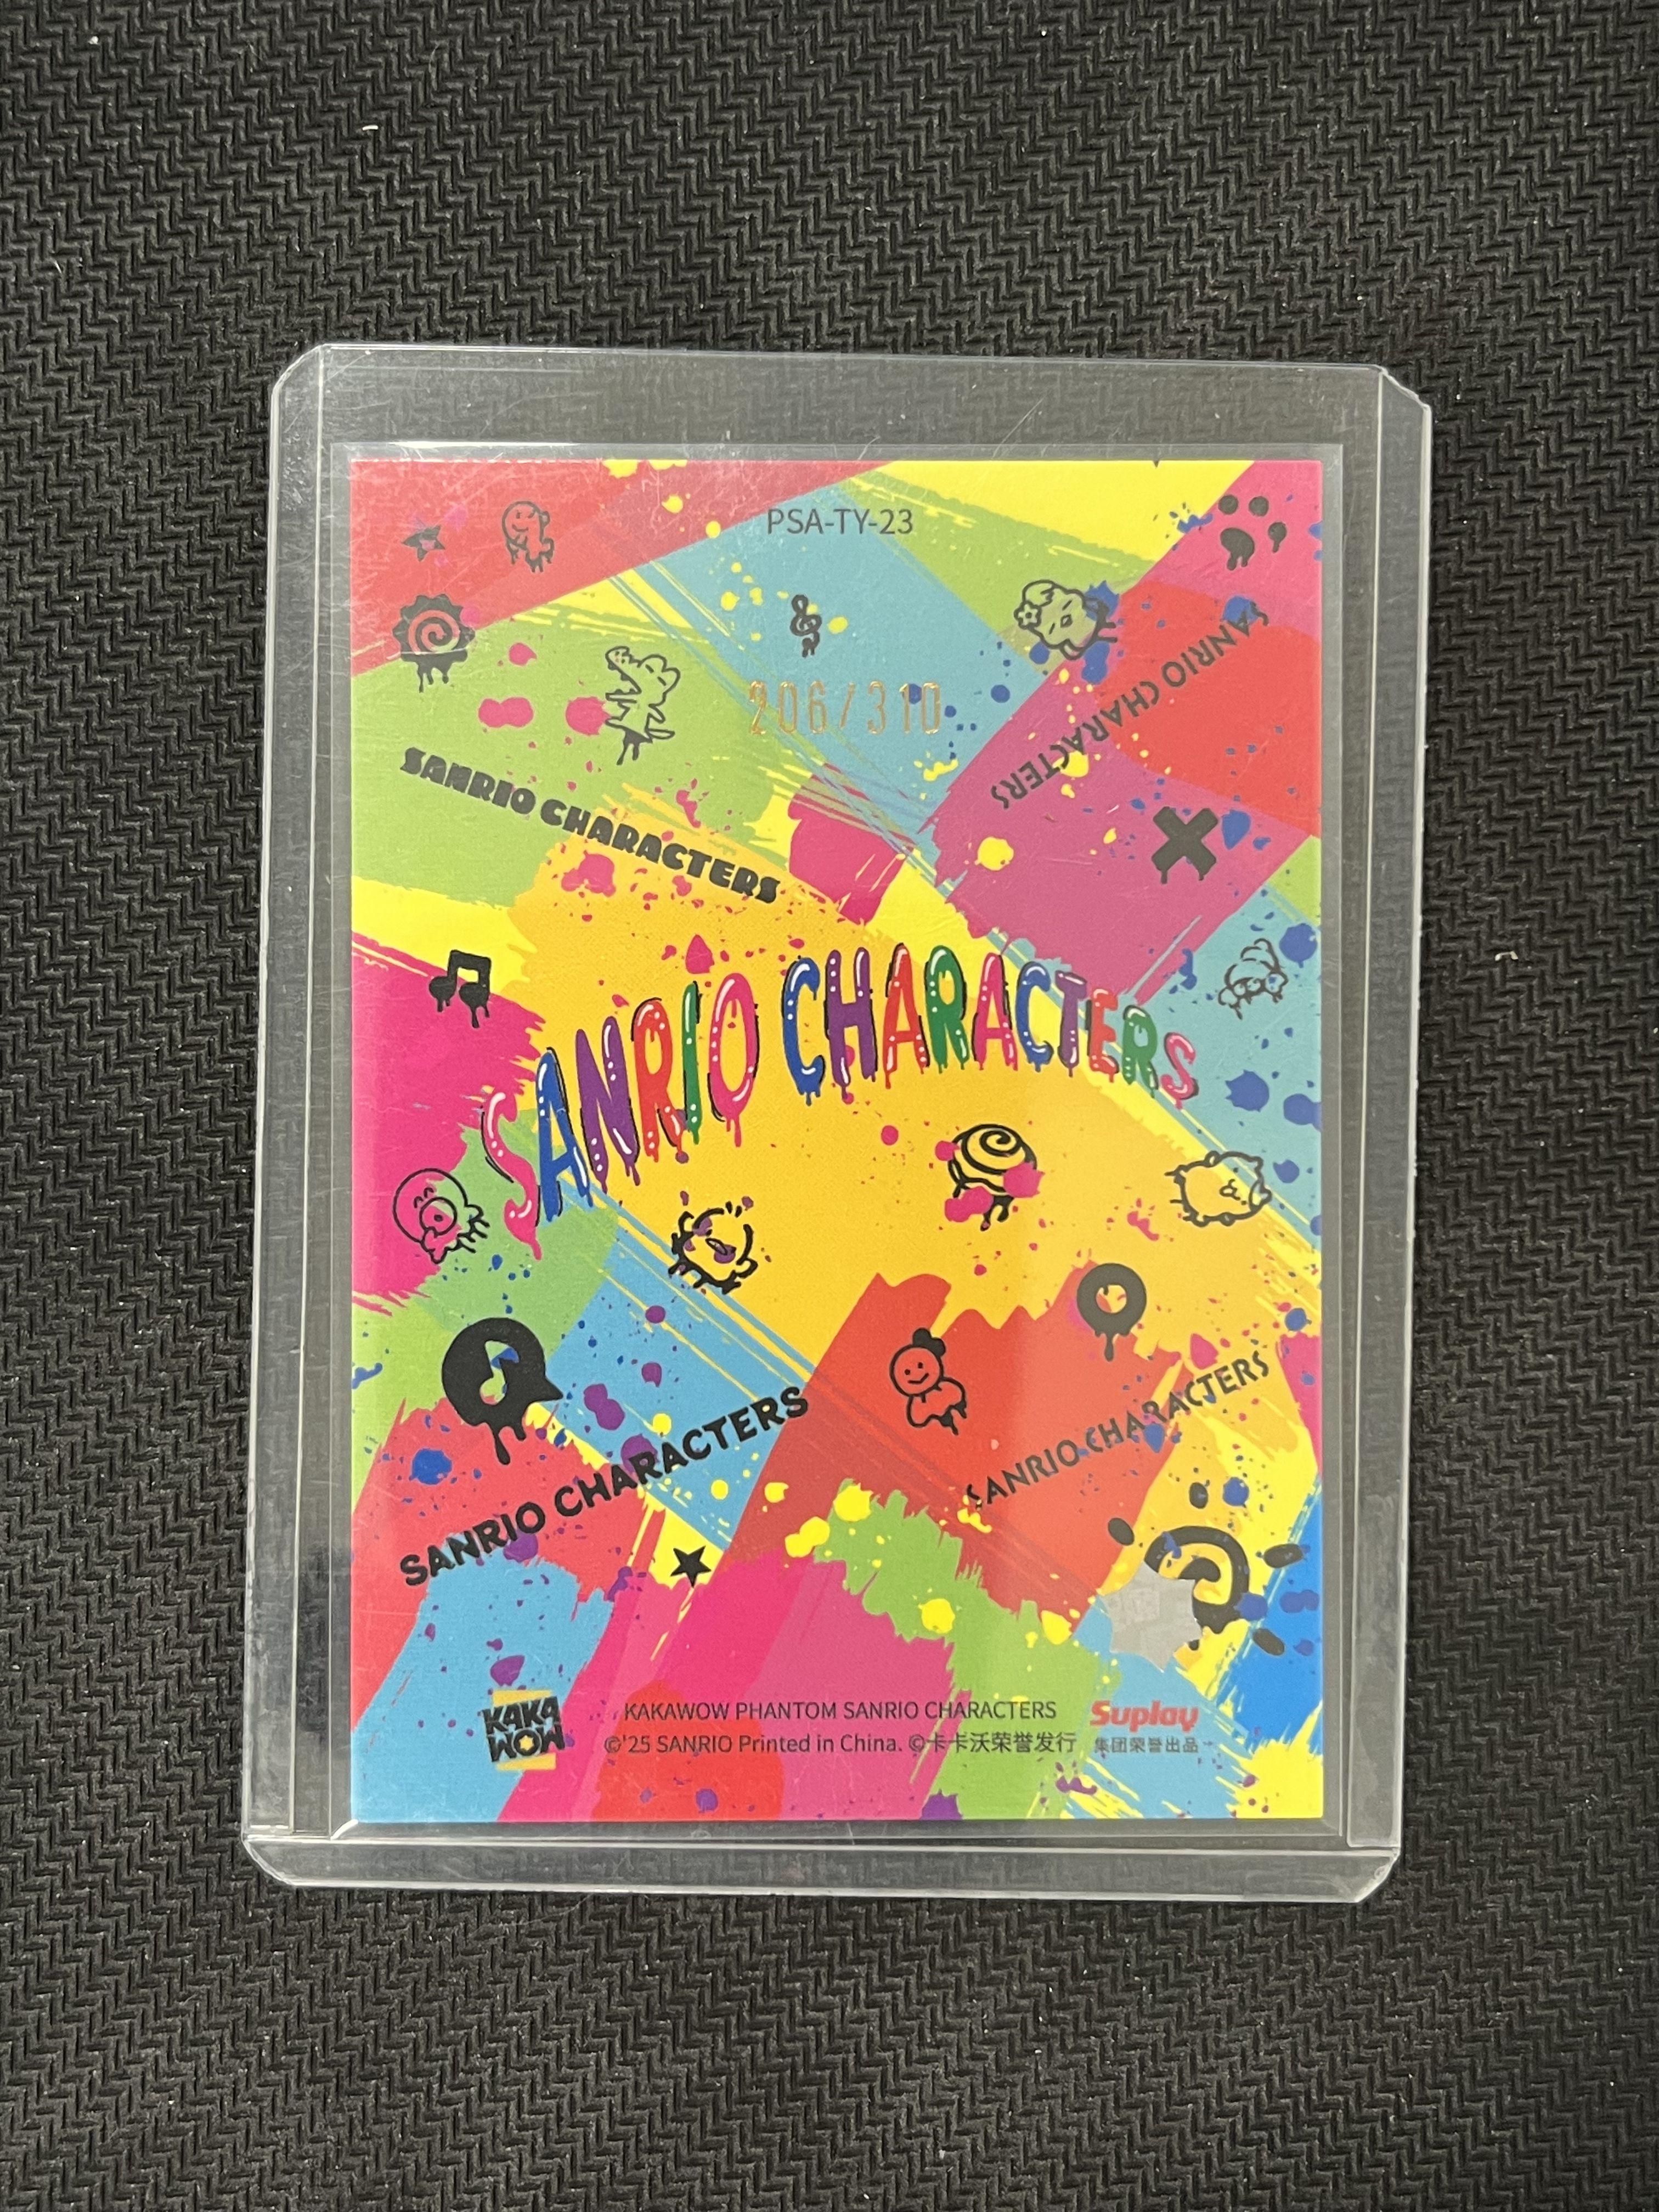 PSA-TY-23
SANRIO CHARACTERS
206/310
SANRIO CHARACTERS
SANRIO CHARACTERS
SANRIO CHARACTERS
SANRIO CHARACTERS
KAKA
WOW
KAKAWOW PHANTOM SANRIO CHARACTERS
©'25 SANRIO Printed in China. ©卡卡沃荣誉发行
Suplay
集团荣誉出品